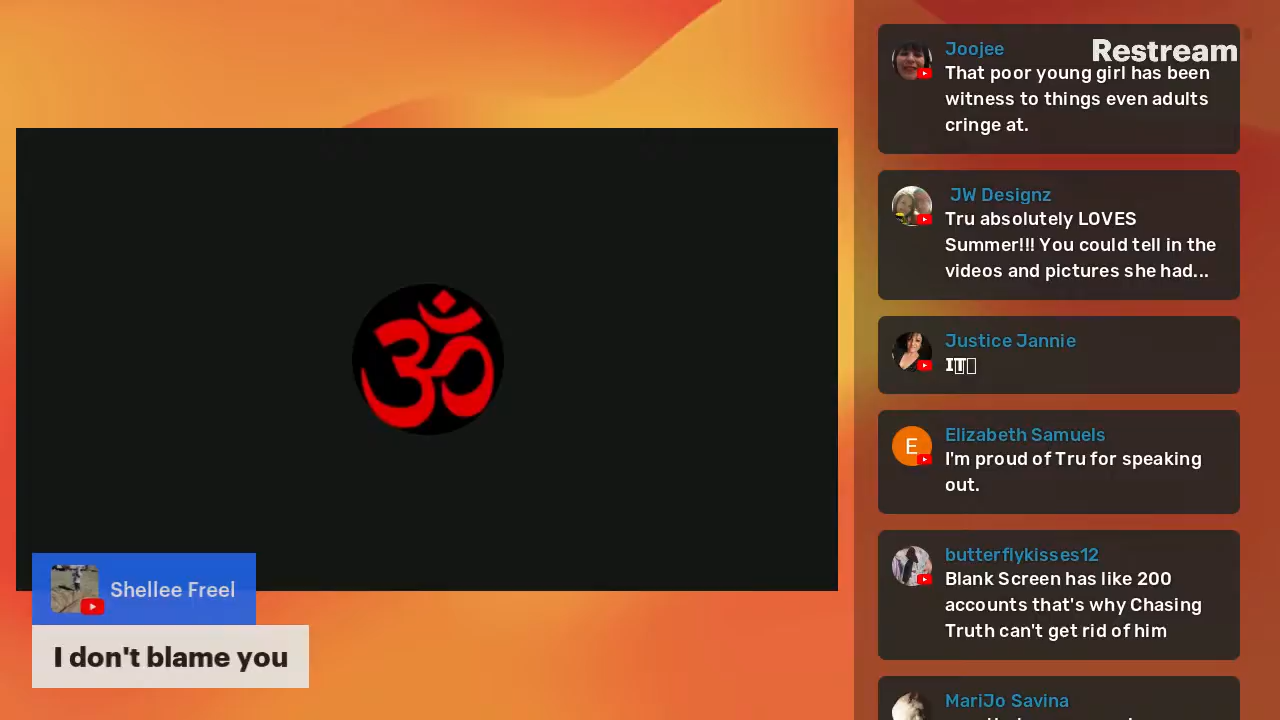 Restream
Joojee
That poor young girl has been
witness to things even adults
cringe at.
JW Designz
Tru absolutely LOVES
Summer!!! You could tell in the
videos and pictures she had...
Justice Jannie
IT
Elizabeth Samuels
I'm proud of Tru for speaking
out.
butterflykisses12
Blank Screen has like 200
accounts that's why Chasing
Truth can't get rid of him
MariJo Savina
ॐ
Shellee Freel
I don't blame you
E